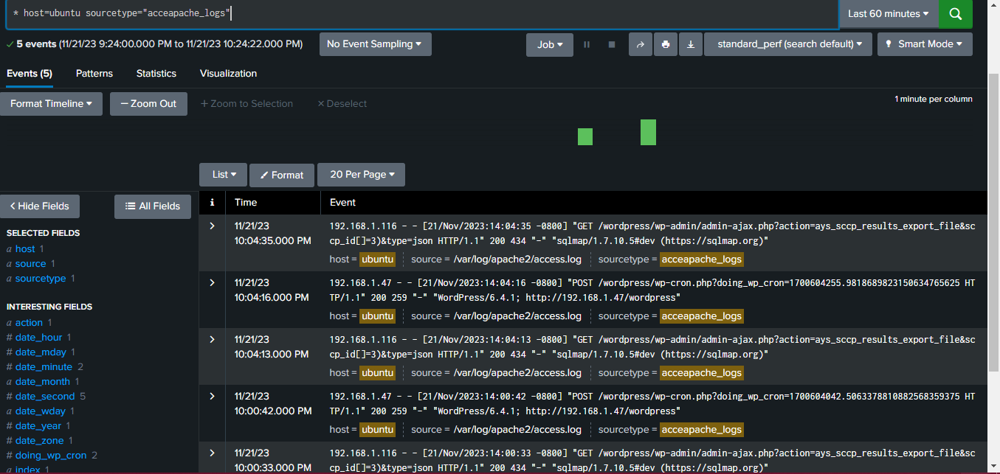 * host=ubuntu sourcetype="acceapache_logs"
Last 60 minutes
5 events (11/21/23 9:24:00.000 PM to 11/21/23 10:24:22.000 PM)
No Event Sampling
Job
standard_perf (search default)
Smart Mode
Events (5)
Patterns
Statistics
Visualization
Format Timeline
— Zoom Out
+ Zoom to Selection
× Deselect
1 minute per column
List
Format
20 Per Page
< Hide Fields
All Fields
SELECTED FIELDS
a host 1
a source 1
a sourcetype 1
INTERESTING FIELDS
a action 1
# date_hour 1
# date_mday 1
# date_minute 2
a date_month 1
# date_second 5
a date_wday 1
# date_year 1
# date_zone 1
# doing_wp_cron 2
a index 1
i
Time
Event
> 11/21/23
10:04:35.000 PM
192.168.1.116 - - [21/Nov/2023:14:04:35 -0800] "GET /wordpress/wp-admin/admin-ajax.php?action=ays_sccp_results_export_file&sc
cp_id[]=3)&type=json HTTP/1.1" 200 434 "-" "sqlmap/1.7.10.5#dev (https://sqlmap.org)"
host = ubuntu source = /var/log/apache2/access.log sourcetype = acceapache_logs
> 11/21/23
10:04:16.000 PM
192.168.1.47 - - [21/Nov/2023:14:04:16 -0800] "POST /wordpress/wp-cron.php?doing_wp_cron=1700604255.9818689823150634765625 HT
TP/1.1" 200 259 "-" "WordPress/6.4.1; http://192.168.1.47/wordpress"
host = ubuntu source = /var/log/apache2/access.log sourcetype = acceapache_logs
> 11/21/23
10:04:13.000 PM
192.168.1.116 - - [21/Nov/2023:14:04:13 -0800] "GET /wordpress/wp-admin/admin-ajax.php?action=ays_sccp_results_export_file&sc
cp_id[]=3)&type=json HTTP/1.1" 200 434 "-" "sqlmap/1.7.10.5#dev (https://sqlmap.org)"
host = ubuntu source = /var/log/apache2/access.log sourcetype = acceapache_logs
> 11/21/23
10:00:42.000 PM
192.168.1.47 - - [21/Nov/2023:14:00:42 -0800] "POST /wordpress/wp-cron.php?doing_wp_cron=1700604042.5063378810882568359375 HT
TP/1.1" 200 259 "-" "WordPress/6.4.1; http://192.168.1.47/wordpress"
host = ubuntu source = /var/log/apache2/access.log sourcetype = acceapache_logs
> 11/21/23
10:00:33.000 PM
192.168.1.116 - - [21/Nov/2023:14:00:33 -0800] "GET /wordpress/wp-admin/admin-ajax.php?action=ays_sccp_results_export_file&sc
cp_id[]=3)&type=json HTTP/1.1" 200 434 "-" "sqlmap/1.7.10.5#dev (https://sqlmap.org)"